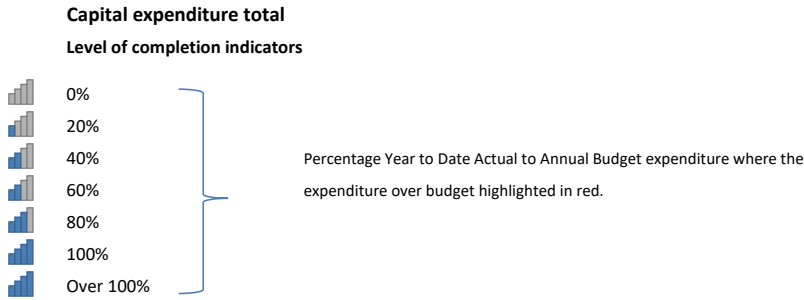 Capital expenditure total
Level of completion indicators
0%
20%
40%
60%
80%
100%
Over 100%
Percentage Year to Date Actual to Annual Budget expenditure where the
expenditure over budget highlighted in red.